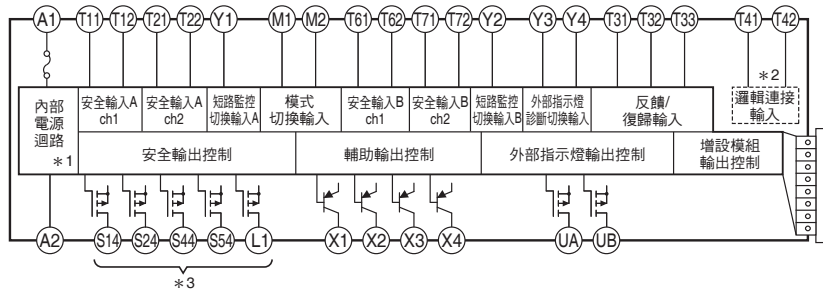 A1 T11 T12 T21 T22 Y1 M1 M2 T61 T62 T71 T72 Y2 Y3 Y4 T31 T32 T33 T41 T42
*2
內部
電源
迴路
*1
安全輸入A
ch1
安全輸入A
ch2
短路監控
切換輸入A
模式
切換輸入
安全輸入B
ch1
安全輸入B
ch2
短路監控
切換輸入B
外部指示燈
診斷切換輸入
反饋/
復歸輸入
邏輯連接
輸入
安全輸出控制
輔助輸出控制
外部指示燈輸出控制
增設模組
輸出控制
A2 S14 S24 S44 S54 L1 X1 X2 X3 X4 UA UB
*3